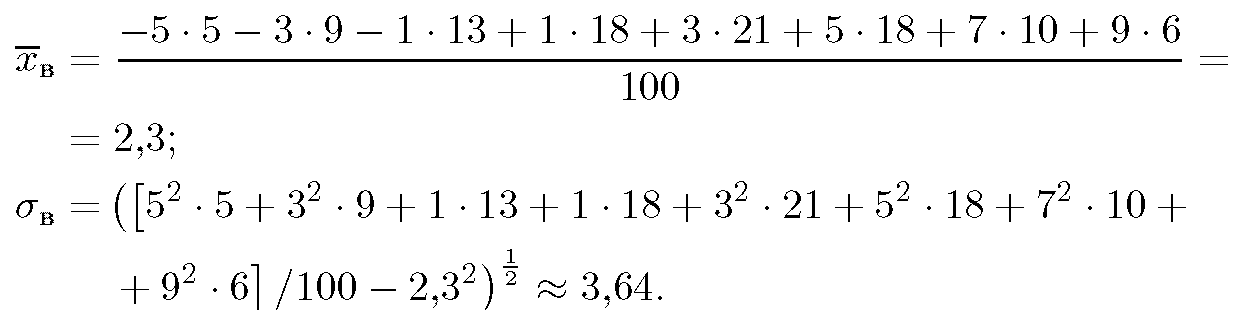 x̅_в = (−5 · 5 − 3 · 9 − 1 · 13 + 1 · 18 + 3 · 21 + 5 · 18 + 7 · 10 + 9 · 6) / 100 =
= 2,3;
σ_в = ([5² · 5 + 3² · 9 + 1 · 13 + 1 · 18 + 3² · 21 + 5² · 18 + 7² · 10 +
+ 9² · 6] /100 − 2,3²)^(1/2) ≈ 3,64.